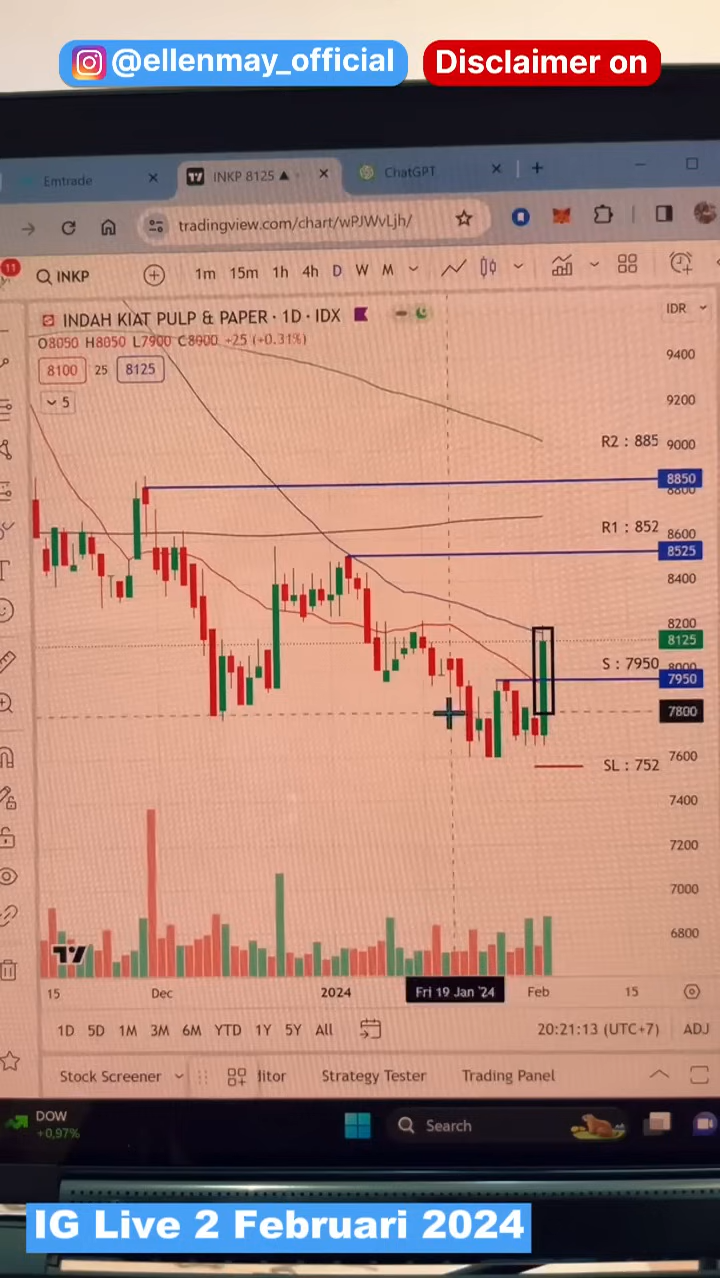 @ellenmay_official
Disclaimer on
Emtrade
INKP 8125
ChatGPT
tradingview.com/chart/wPJWvLjh/
11
INKP
1m 15m 1h 4h D W M
INDAH KIAT PULP & PAPER · 1D · IDX
IDR
O8050 H8050 L7900 C8000 +25 (+0.31%)
8100 25 8125
5
9400
9200
R2 : 885
9000
8850
8800
R1 : 852
8600
8525
8400
8200
8125
S : 7950
8000
7950
7800
SL : 752
7600
7400
7200
7000
6800
15 Dec 2024 Fri 19 Jan '24 Feb 15
1D 5D 1M 3M 6M YTD 1Y 5Y All
20:21:13 (UTC+7) ADJ
Stock Screener
litor
Strategy Tester
Trading Panel
DOW
+0,97%
Search
IG Live 2 Februari 2024